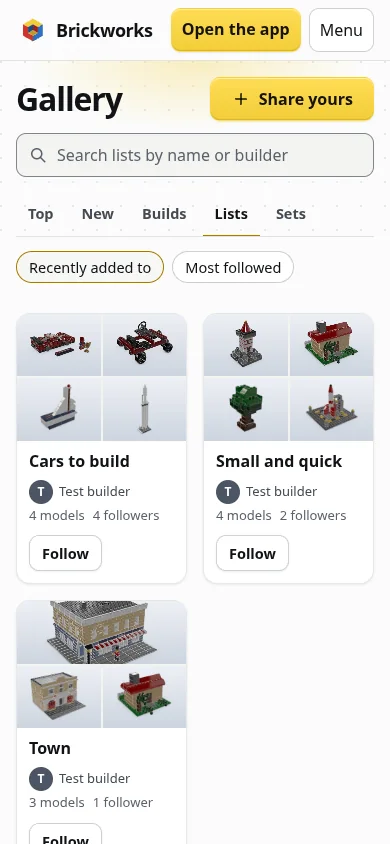 Brickworks
Open the app
Menu
Gallery
Share yours
Search lists by name or builder
Top
New
Builds
Lists
Sets
Recently added to
Most followed
Cars to build
T
Test builder
4 models 4 followers
Follow
Small and quick
T
Test builder
4 models 2 followers
Follow
Town
T
Test builder
3 models 1 follower
Follow